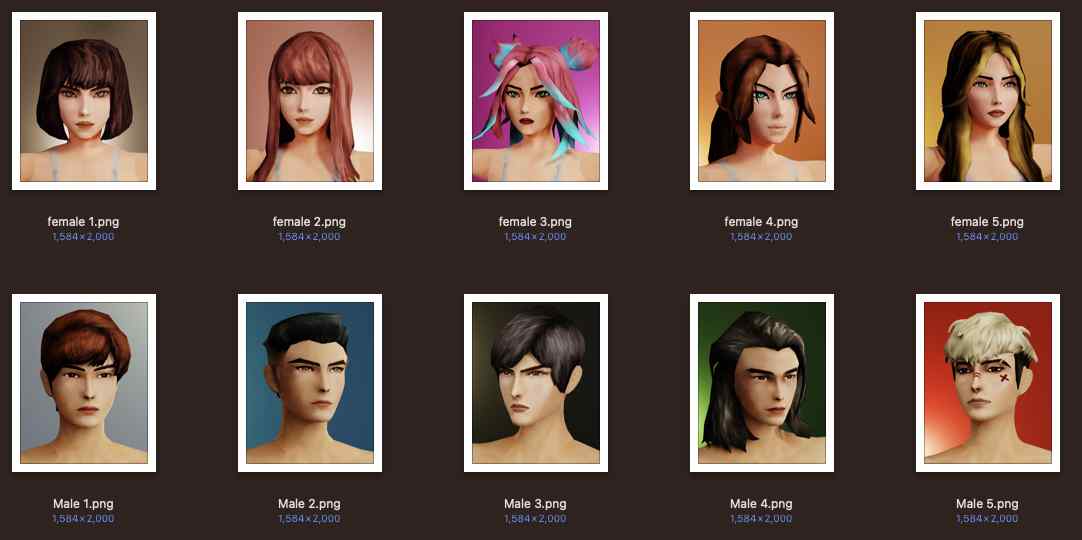 female 1.png
1,584×2,000
female 2.png
1,584×2,000
female 3.png
1,584×2,000
female 4.png
1,584×2,000
female 5.png
1,584×2,000
Male 1.png
1,584×2,000
Male 2.png
1,584×2,000
Male 3.png
1,584×2,000
Male 4.png
1,584×2,000
Male 5.png
1,584×2,000